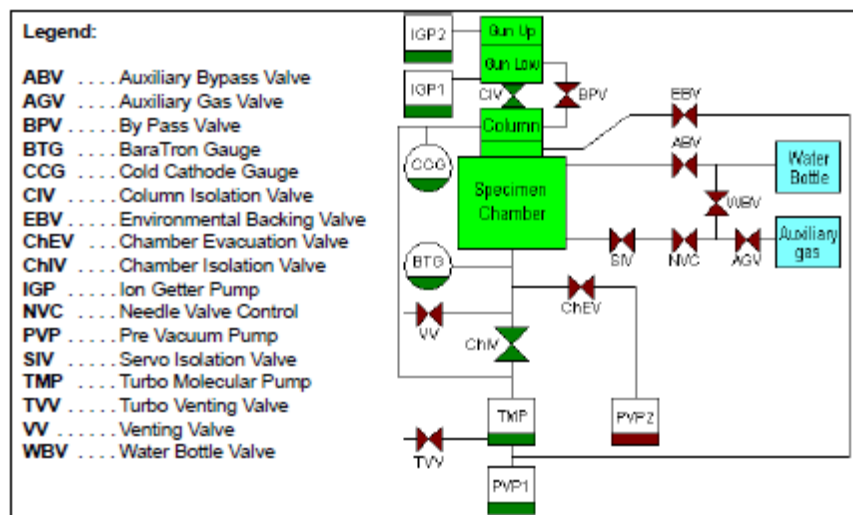 Legend:
ABV . . . . Auxiliary Bypass Valve
AGV . . . . Auxiliary Gas Valve
BPV . . . . . By Pass Valve
BTG . . . . . BaraTron Gauge
CCG . . . . Cold Cathode Gauge
CIV . . . . . Column Isolation Valve
EBV . . . . . Environmental Backing Valve
ChEV . . . Chamber Evacuation Valve
ChIV . . . . Chamber Isolation Valve
IGP . . . . . Ion Getter Pump
NVC . . . . Needle Valve Control
PVP . . . . . Pre Vacuum Pump
SIV . . . . . Servo Isolation Valve
TMP . . . . Turbo Molecular Pump
TVV . . . . . Turbo Venting Valve
VV . . . . . . Venting Valve
WBV . . . . Water Bottle Valve
IGP2
Gun Up
Gun Low
IGP1
CIV
BPV
EBV
Column
ABV
CCG
Water
Bottle
Specimen
Chamber
WBV
Auxiliary
gas
SIV
NVC
AGV
BTG
ChEV
VV
ChIV
TMP
PVP2
TVV
PVP1